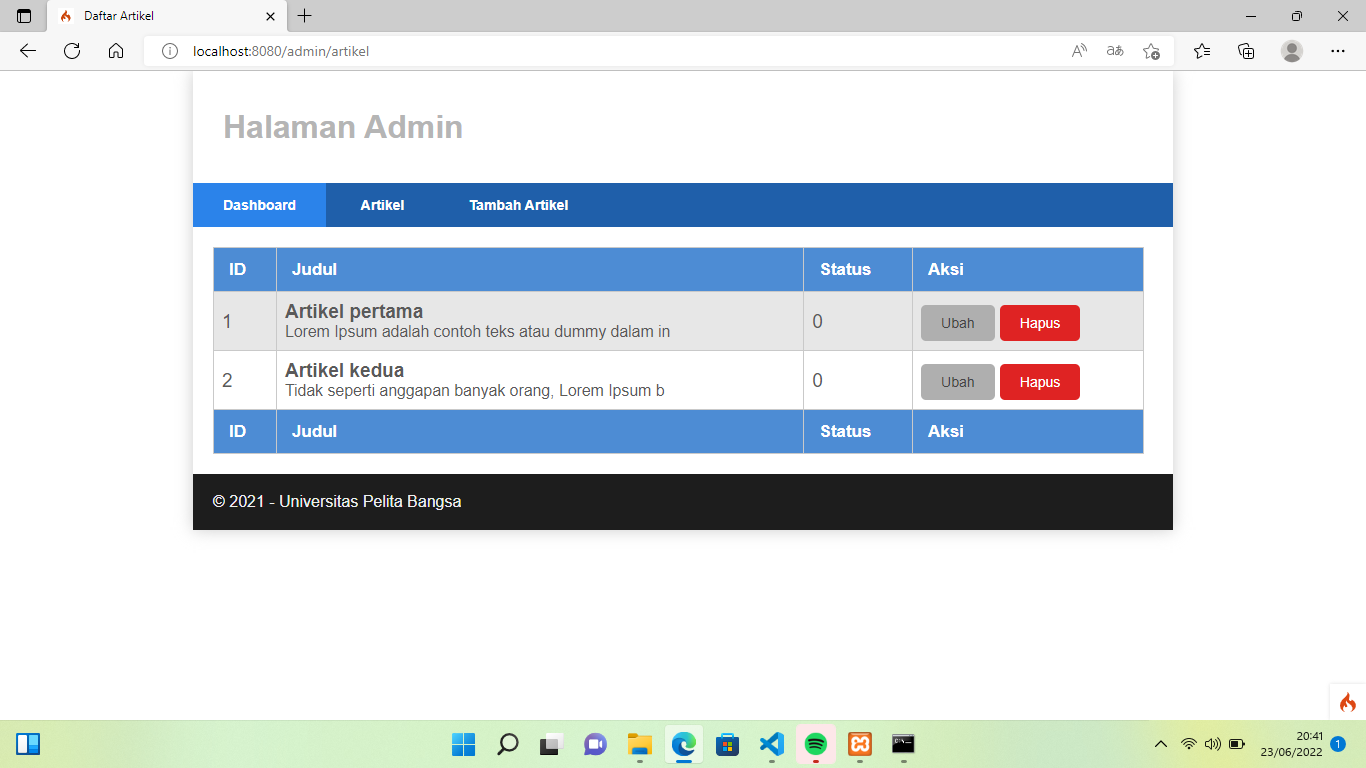 Daftar Artikel
localhost:8080/admin/artikel
Halaman Admin
Dashboard Artikel Tambah Artikel
ID Judul Status Aksi
1 Artikel pertama 0 Ubah Hapus
Lorem Ipsum adalah contoh teks atau dummy dalam in
2 Artikel kedua 0 Ubah Hapus
Tidak seperti anggapan banyak orang, Lorem Ipsum b
ID Judul Status Aksi
© 2021 - Universitas Pelita Bangsa
20:41
23/06/2022 1